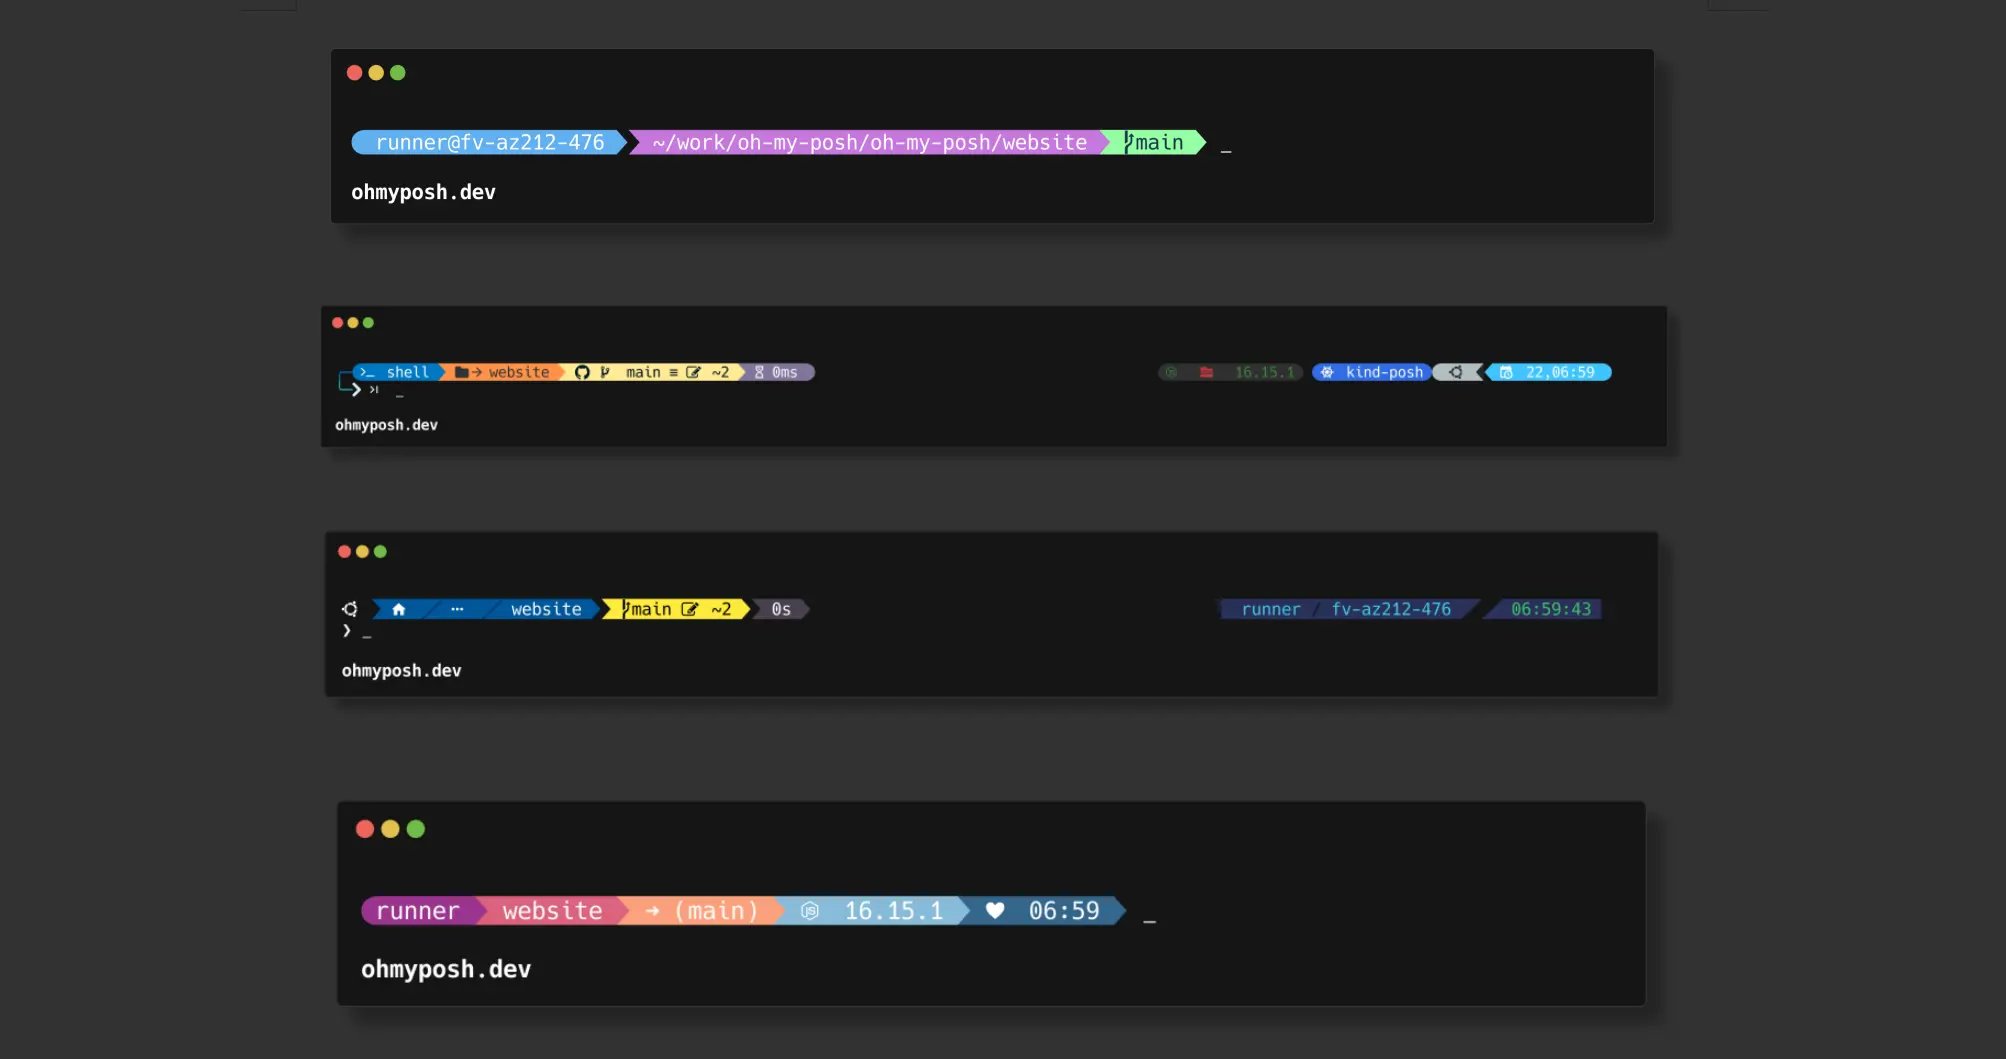 runner@fv-az212-476 ~/work/oh-my-posh/oh-my-posh/website main _
ohmyposh.dev
>_ shell → website main ≡ ~2 0ms 16.15.1 kind-posh 22,06:59
_
ohmyposh.dev
… website main ~2 0s runner / fv-az212-476 06:59:43
❯ _
ohmyposh.dev
runner website → (main) 16.15.1 ♥ 06:59 _
ohmyposh.dev